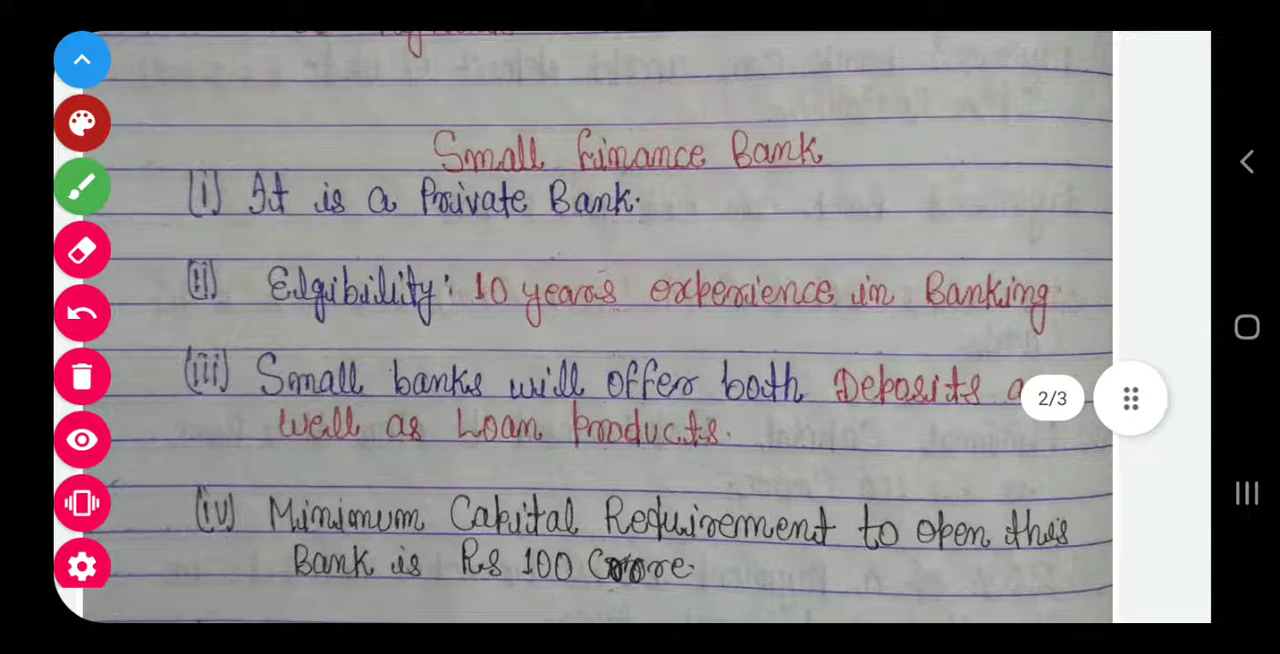 Small Finance Bank
(i) It is a Private Bank.
(ii) Elgibility: 10 years experience in Banking.
(iii) Small banks will offer both Deposits a
2/3
well as Loan Products.
(iv) Minimum Capital Requirement to open this
Bank is Rs 100 Crore.